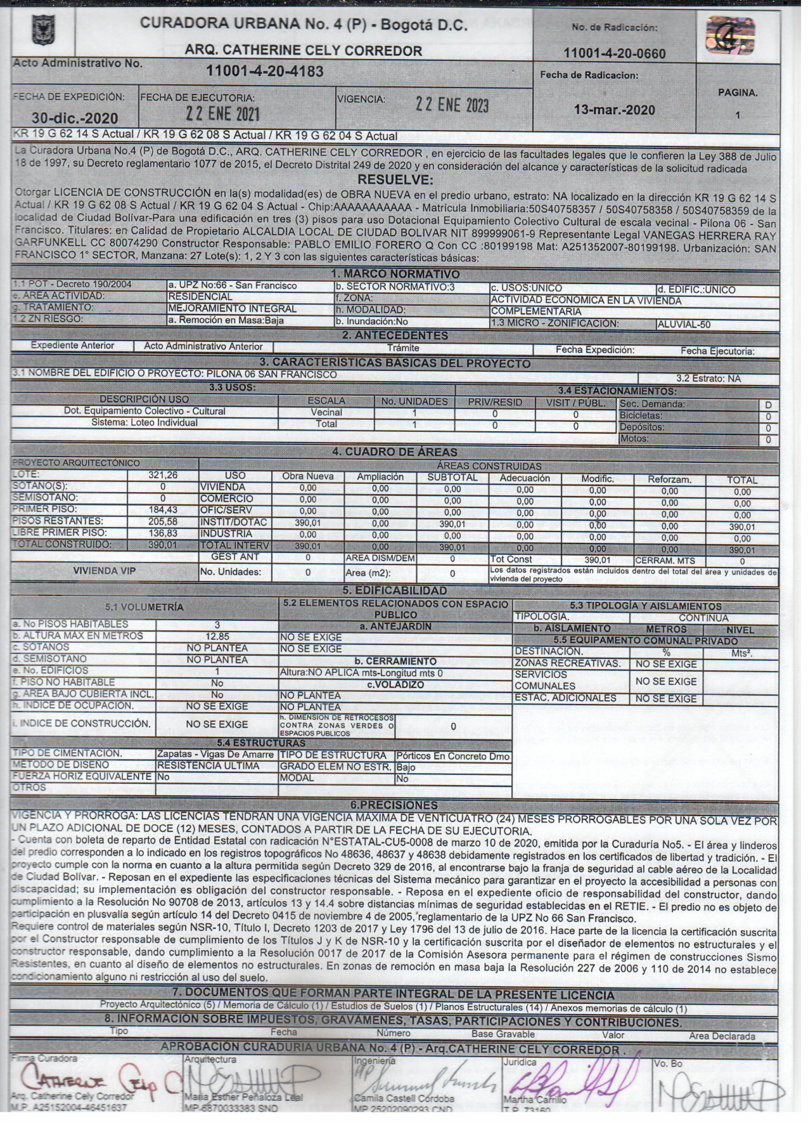 CURADORA URBANA No. 4 (P) - Bogotá D.C.
ARQ. CATHERINE CELY CORREDOR
No. de Radicación:
11001-4-20-0660
Acto Administrativo No.
11001-4-20-4183
Fecha de Radicacion:
13-mar.-2020
PAGINA.
1
FECHA DE EXPEDICIÓN:
30-dic.-2020
FECHA DE EJECUTORIA:
22 ENE 2021
VIGENCIA:
22 ENE 2023
KR 19 G 62 14 S Actual / KR 19 G 62 08 S Actual / KR 19 G 62 04 S Actual
La Curadora Urbana No.4 (P) de Bogotá D.C., ARQ. CATHERINE CELY CORREDOR , en ejercicio de las facultades legales que le confieren la Ley 388 de Julio
18 de 1997, su Decreto reglamentario 1077 de 2015, el Decreto Distrital 249 de 2020 y en consideración del alcance y características de la solicitud radicada
RESUELVE:
Otorgar LICENCIA DE CONSTRUCCIÓN en la(s) modalidad(es) de OBRA NUEVA en el predio urbano, estrato: NA localizado en la dirección KR 19 G 62 14 S
Actual / KR 19 G 62 08 S Actual / KR 19 G 62 04 S Actual - Chip:AAAAAAAAAAA - Matrícula Inmobiliaria:50S40758357 / 50S40758358 / 50S40758359 de la
localidad de Ciudad Bolívar-Para una edificación en tres (3) pisos para uso Dotacional Equipamiento Colectivo Cultural de escala vecinal - Pilona 06 - San
Francisco. Titulares: en Calidad de Propietario ALCALDIA LOCAL DE CIUDAD BOLIVAR NIT 899999061-9 Representante Legal VANEGAS HERRERA RAY
GARFUNKELL CC 80074290 Constructor Responsable: PABLO EMILIO FORERO Q Con CC :80199198 Mat: A251352007-80199198. Urbanización: SAN
FRANCISCO 1° SECTOR, Manzana: 27 Lote(s): 1, 2 Y 3 con las siguientes características básicas:
1. MARCO NORMATIVO
1.1 POT - Decreto 190/2004 a. UPZ No:66 - San Francisco b. SECTOR NORMATIVO:3 c. USOS:UNICO d. EDIFIC.:UNICO
e. AREA ACTIVIDAD: RESIDENCIAL f. ZONA: ACTIVIDAD ECONOMICA EN LA VIVIENDA
g. TRATAMIENTO: MEJORAMIENTO INTEGRAL h. MODALIDAD: COMPLEMENTARIA
1.2 ZN RIESGO: a. Remoción en Masa:Baja b. Inundación:No 1.3 MICRO - ZONIFICACIÓN: ALUVIAL-50
2. ANTECEDENTES
Expediente Anterior Acto Administrativo Anterior Trámite Fecha Expedición: Fecha Ejecutoria:
3. CARACTERÍSTICAS BÁSICAS DEL PROYECTO
3.1 NOMBRE DEL EDIFICIO O PROYECTO: PILONA 06 SAN FRANCISCO 3.2 Estrato: NA
3.3 USOS: 3.4 ESTACIONAMIENTOS:
DESCRIPCIÓN USO ESCALA No. UNIDADES PRIV/RESID VISIT / PÚBL. Sec. Demanda: D
Dot. Equipamiento Colectivo - Cultural Vecinal 1 0 0 Bicicletas: 0
Sistema: Loteo Individual Total 1 0 0 Depósitos: 0
Motos: 0
4. CUADRO DE ÁREAS
PROYECTO ARQUITECTÓNICO ÁREAS CONSTRUIDAS
LOTE: 321,26 USO Obra Nueva Ampliación SUBTOTAL Adecuación Modific. Reforzam. TOTAL
SÓTANO(S): 0 VIVIENDA 0,00 0,00 0,00 0,00 0,00 0,00 0,00
SEMISÓTANO: 0 COMERCIO 0,00 0,00 0,00 0,00 0,00 0,00 0,00
PRIMER PISO: 184,43 OFIC/SERV 0,00 0,00 0,00 0,00 0,00 0,00 0,00
PISOS RESTANTES: 205,58 INSTIT/DOTAC 390,01 0,00 390,01 0,00 0,00 0,00 390,01
LIBRE PRIMER PISO: 136,83 INDUSTRIA 0,00 0,00 0,00 0,00 0,00 0,00 0,00
TOTAL CONSTRUIDO: 390,01 TOTAL INTERV 390,01 0,00 390,01 0,00 0,00 0,00 390,01
VIVIENDA VIP GEST ANT 0 AREA DISM/DEM 0 Tot Const 390,01 CERRAM. MTS 0
No. Unidades: 0 Area (m2): 0 Los datos registrados están incluidos dentro del total del área y unidades de
vivienda del proyecto
5. EDIFICABILIDAD
5.1 VOLUMETRÍA
a. No PISOS HABITABLES 3
b. ALTURA MAX EN METROS 12.85
c. SÓTANOS NO PLANTEA
d. SEMISÓTANO NO PLANTEA
e. No. EDIFICIOS 1
f. PISO NO HABITABLE No
g. AREA BAJO CUBIERTA INCL. No
h. INDICE DE OCUPACION. NO SE EXIGE
i. INDICE DE CONSTRUCCIÓN. NO SE EXIGE
5.2 ELEMENTOS RELACIONADOS CON ESPACIO
PUBLICO
a. ANTEJARDIN
NO SE EXIGE
NO SE EXIGE
b. CERRAMIENTO
Altura:NO APLICA mts-Longitud mts 0
c.VOLADIZO
NO PLANTEA
NO PLANTEA
h. DIMENSION DE RETROCESOS
CONTRA ZONAS VERDES O
ESPACIOS PUBLICOS
0
5.3 TIPOLOGÍA Y AISLAMIENTOS
TIPOLOGIA. CONTINUA
b. AISLAMIENTO METROS NIVEL
5.5 EQUIPAMENTO COMUNAL PRIVADO
DESTINACION. % Mts².
ZONAS RECREATIVAS. NO SE EXIGE
SERVICIOS
COMUNALES NO SE EXIGE
ESTAC. ADICIONALES NO SE EXIGE
5.4 ESTRUCTURAS
TIPO DE CIMENTACION. Zapatas - Vigas De Amarre TIPO DE ESTRUCTURA Pórticos En Concreto Dmo
MÉTODO DE DISEÑO RESISTENCIA ULTIMA GRADO ELEM NO ESTR. Bajo
FUERZA HORIZ EQUIVALENTE No MODAL No
OTROS
6.PRECISIONES
VIGENCIA Y PRORROGA: LAS LICENCIAS TENDRAN UNA VIGENCIA MAXIMA DE VENTICUATRO (24) MESES PRORROGABLES POR UNA SOLA VEZ POR
UN PLAZO ADICIONAL DE DOCE (12) MESES, CONTADOS A PARTIR DE LA FECHA DE SU EJECUTORIA.
- Cuenta con boleta de reparto de Entidad Estatal con radicación N°ESTATAL-CU5-0008 de marzo 10 de 2020, emitida por la Curaduría No5. - El área y linderos
del predio corresponden a lo indicado en los registros topográficos No 48636, 48637 y 48638 debidamente registrados en los certificados de libertad y tradición. - El
proyecto cumple con la norma en cuanto a la altura permitida según Decreto 329 de 2016, al encontrarse bajo la franja de seguridad al cable aéreo de la Localidad
de Ciudad Bolívar. - Reposan en el expediente las especificaciones técnicas del Sistema mecánico para garantizar en el proyecto la accesibilidad a personas con
discapacidad; su implementación es obligación del constructor responsable. - Reposa en el expediente oficio de responsabilidad del constructor, dando
cumplimiento a la Resolución No 90708 de 2013, artículos 13 y 14.4 sobre distancias mínimas de seguridad establecidas en el RETIE. - El predio no es objeto de
participación en plusvalía según artículo 14 del Decreto 0415 de noviembre 4 de 2005, reglamentario de la UPZ No 66 San Francisco.
Requiere control de materiales según NSR-10, Título I, Decreto 1203 de 2017 y Ley 1796 del 13 de julio de 2016. Hace parte de la licencia la certificación suscrita
por el Constructor responsable de cumplimiento de los Títulos J y K de NSR-10 y la certificación suscrita por el diseñador de elementos no estructurales y el
constructor responsable, dando cumplimiento a la Resolución 0017 de 2017 de la Comisión Asesora permanente para el régimen de construcciones Sismo
Resistentes, en cuanto al diseño de elementos no estructurales. En zonas de remoción en masa baja la Resolución 227 de 2006 y 110 de 2014 no establece
condicionamiento alguno ni restricción al uso del suelo.
7. DOCUMENTOS QUE FORMAN PARTE INTEGRAL DE LA PRESENTE LICENCIA
Proyecto Arquitectónico (5) / Memoria de Cálculo (1) / Estudios de Suelos (1) / Planos Estructurales (14) / Anexos memorias de cálculo (1)
8. INFORMACIÓN SOBRE IMPUESTOS, GRAVÁMENES, TASAS, PARTICIPACIONES Y CONTRIBUCIONES.
Tipo Fecha Número Base Gravable Valor Area Declarada
APROBACIÓN CURADURIA URBANA No. 4 (P) - Arq.CATHERINE CELY CORREDOR .
Firma Curadora Arquitectura Ingeniería Juridica Vo. Bo
Catherine Cely C
Arq. Catherine Cely Corredor Maria Esther Peñaloza Leal Camila Castell Córdoba Martha Carrillo
M.P. A25152004-46451637 MP-6870033383 SND MP 25202090293 CND T.P. 73160